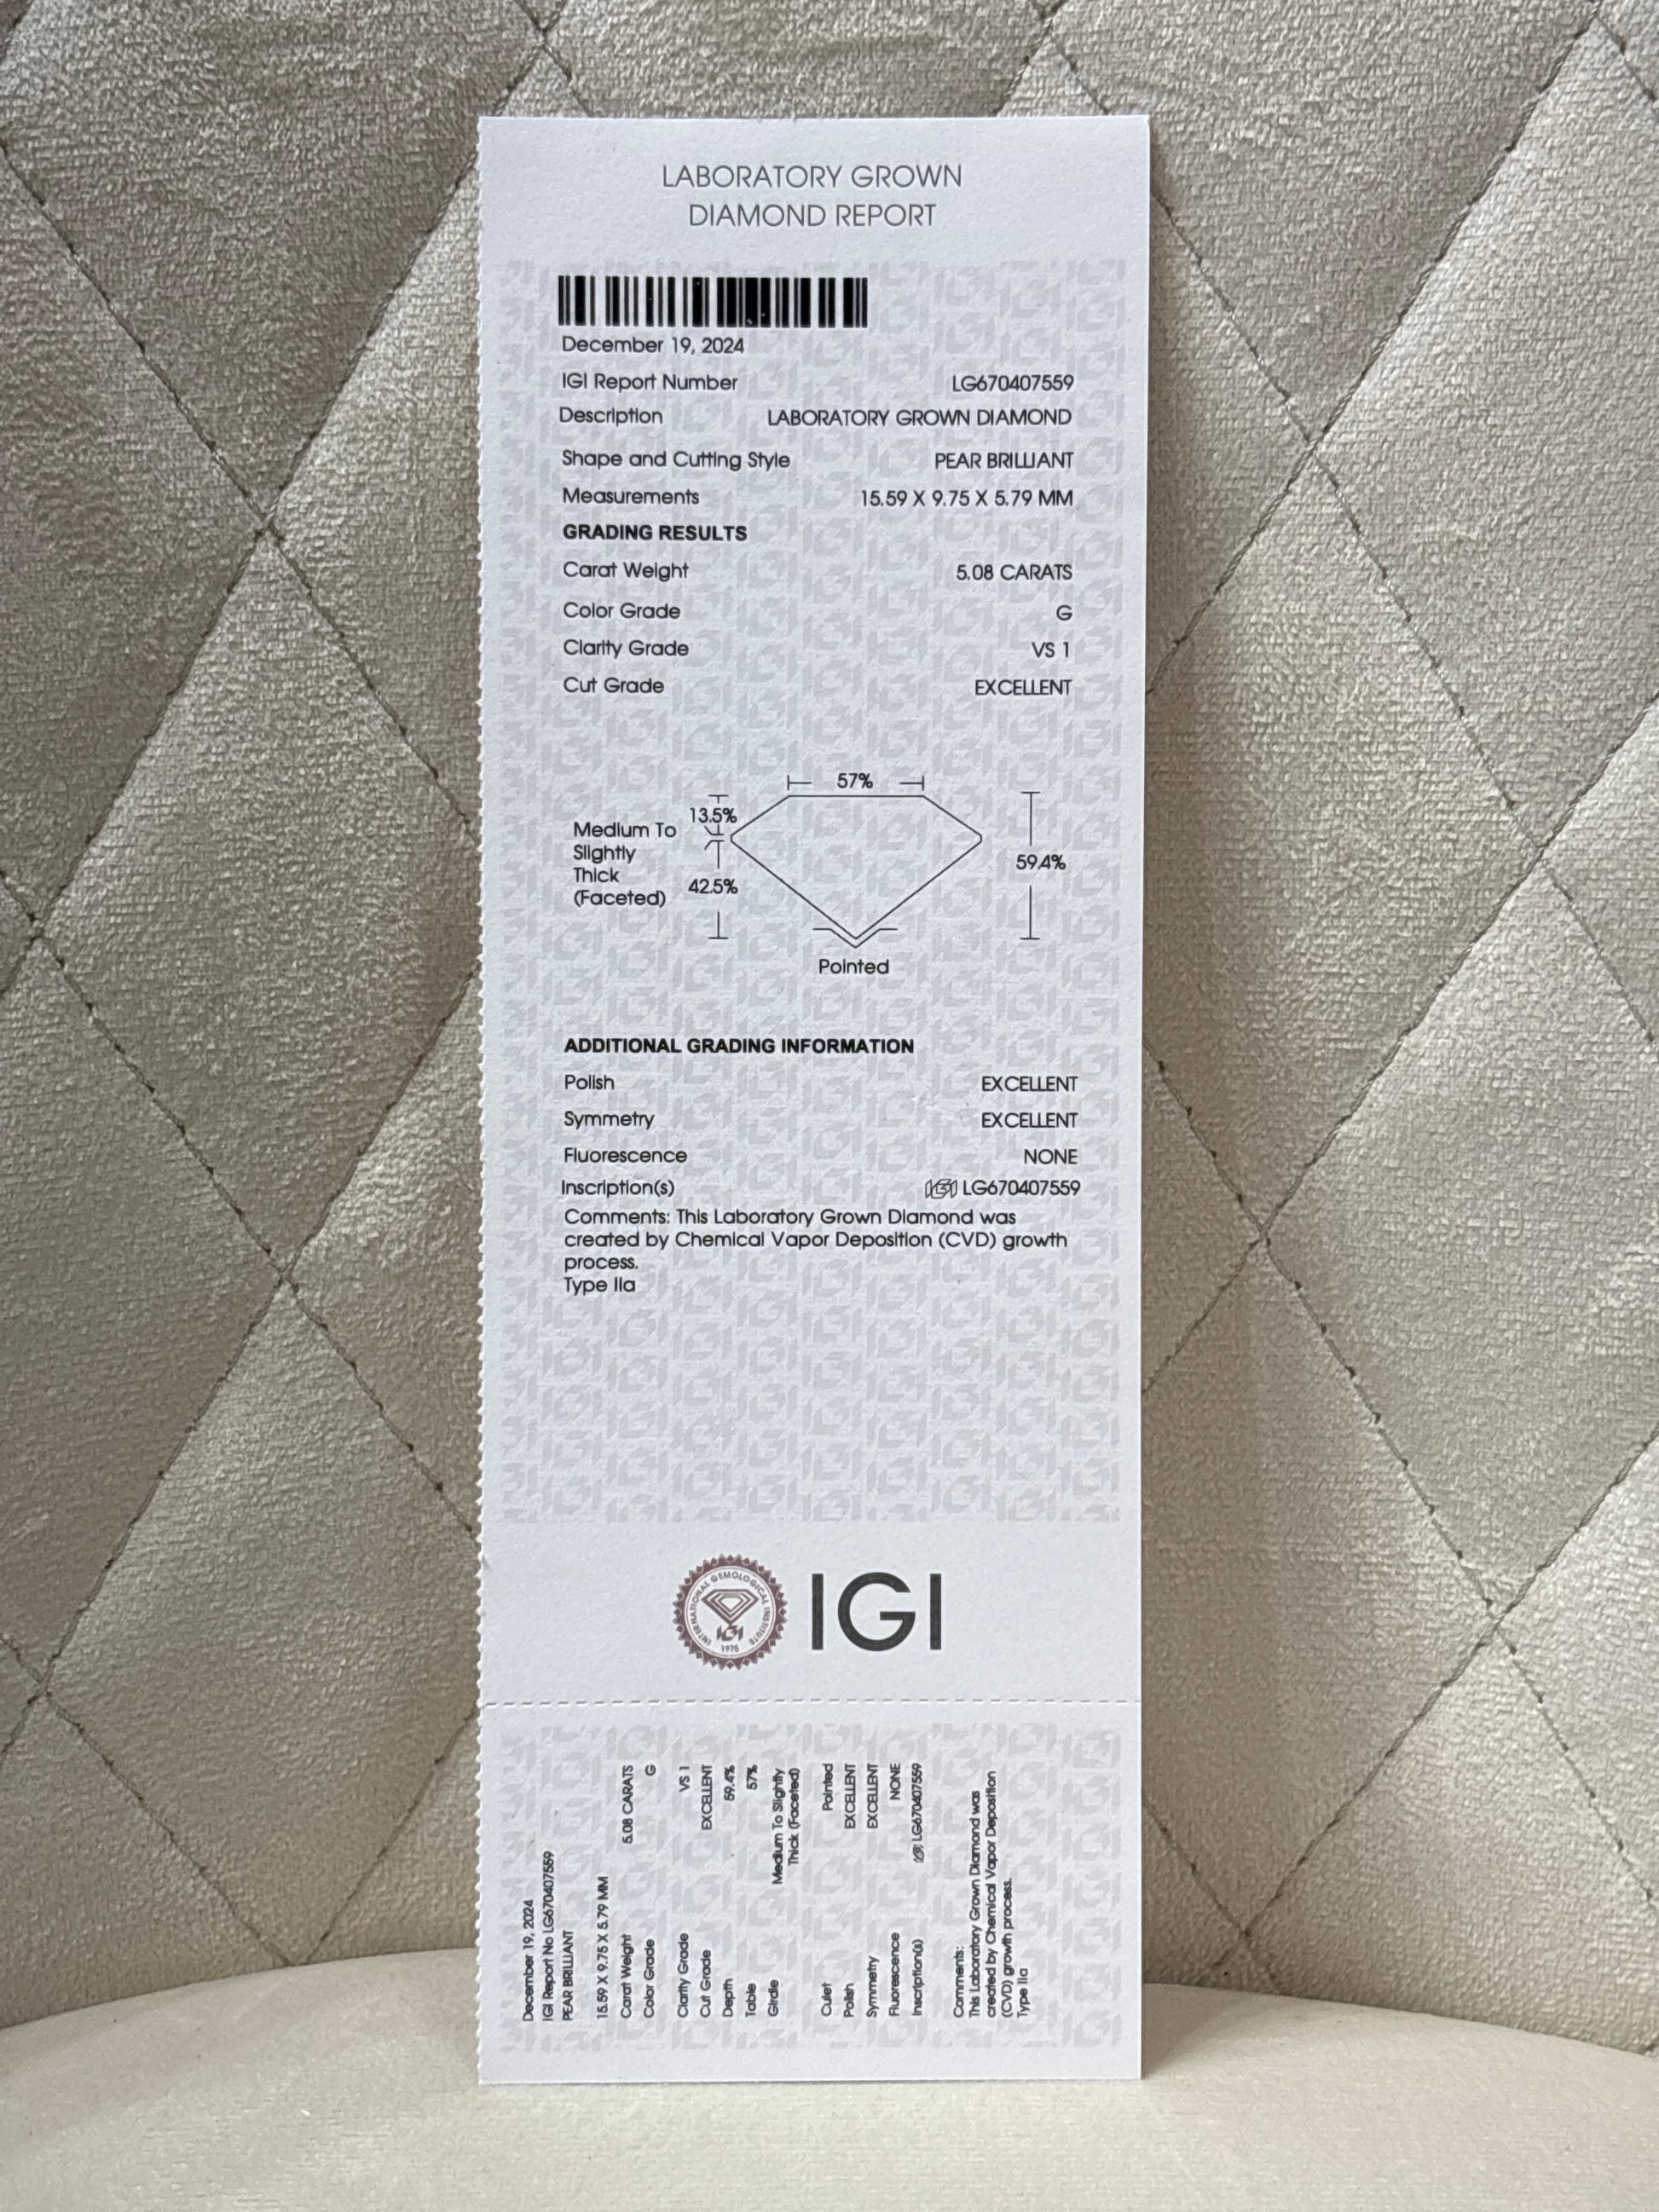 LABORATORY GROWN
DIAMOND REPORT
December 19, 2024
IGI Report Number LG670407559
Description LABORATORY GROWN DIAMOND
Shape and Cutting Style PEAR BRILLIANT
Measurements 15.59 X 9.75 X 5.79 MM
GRADING RESULTS
Carat Weight 5.08 CARATS
Color Grade G
Clarity Grade VS 1
Cut Grade EXCELLENT
57%
13.5%
Medium To
Slightly
Thick
(Faceted)
42.5%
59.4%
Pointed
ADDITIONAL GRADING INFORMATION
Polish EXCELLENT
Symmetry EXCELLENT
Fluorescence NONE
Inscription(s) IGI LG670407559
Comments: This Laboratory Grown Diamond was
created by Chemical Vapor Deposition (CVD) growth
process.
Type IIa
INTERNATIONAL GEMOLOGICAL INSTITUTE
IGI
1975
IGI
December 19, 2024
IGI Report No LG670407559
PEAR BRILLIANT
15.59 X 9.75 X 5.79 MM
Carat Weight 5.08 CARATS
Color Grade G
Clarity Grade VS 1
Cut Grade EXCELLENT
Depth 59.4%
Table 57%
Girdle Medium To Slightly
Thick (Faceted)
Culet Pointed
Polish EXCELLENT
Symmetry EXCELLENT
Fluorescence NONE
Inscription(s) IGI LG670407559
Comments:
This Laboratory Grown Diamond was
created by Chemical Vapor Deposition
(CVD) growth process.
Type IIa